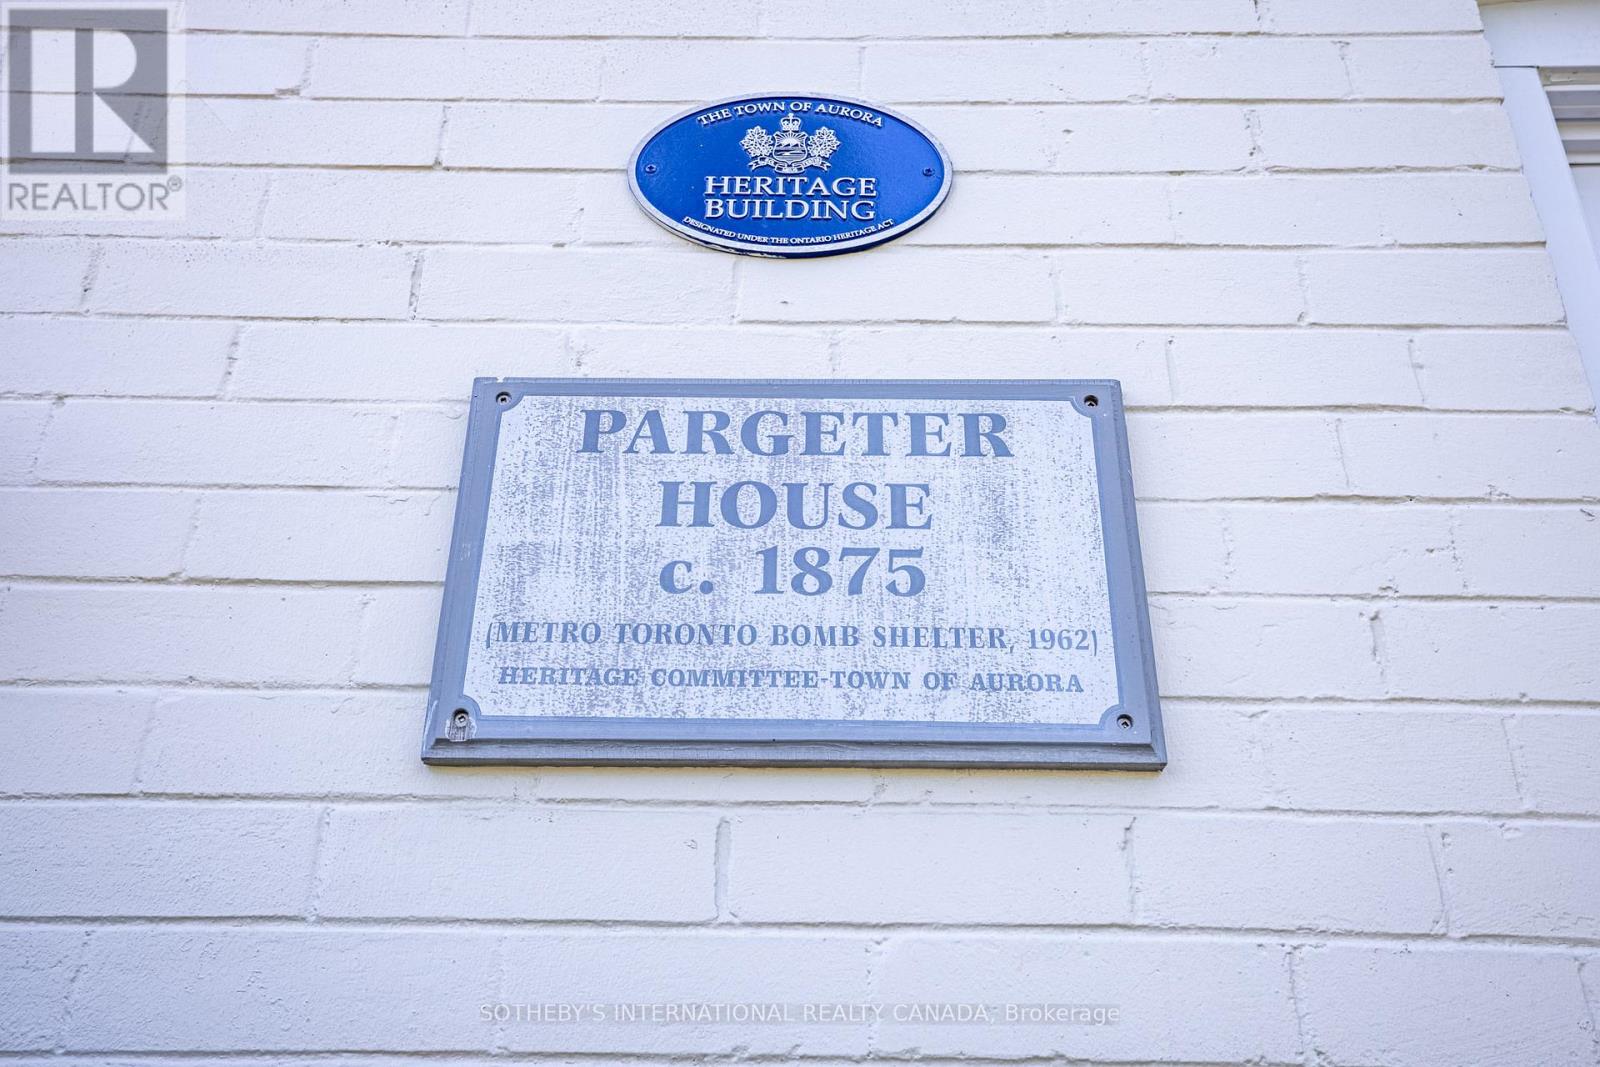 REALTOR®
THE TOWN OF AURORA
HERITAGE
BUILDING
DESIGNATED UNDER THE ONTARIO HERITAGE ACT
PARGETER
HOUSE
c. 1875
(METRO TORONTO BOMB SHELTER, 1962)
HERITAGE COMMITTEE-TOWN OF AURORA
SOTHEBY'S INTERNATIONAL REALTY CANADA, Brokerage